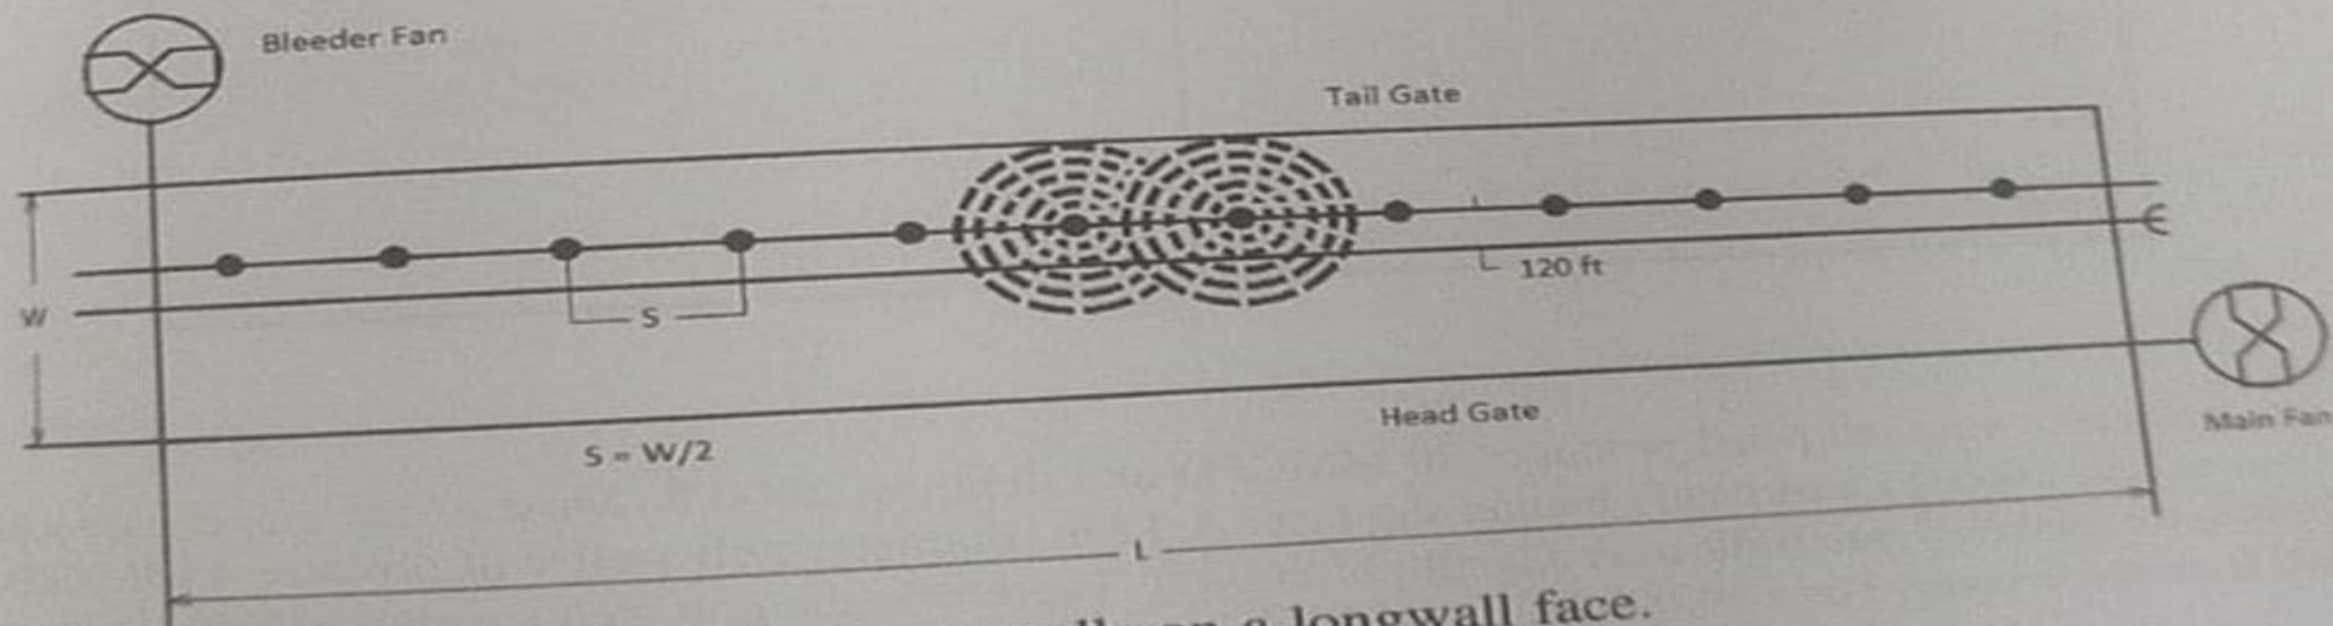 Bleeder Fan
Tail Gate
W
S
120 ft
Head Gate
Main Fan
S = W/2
L
a longwall face.